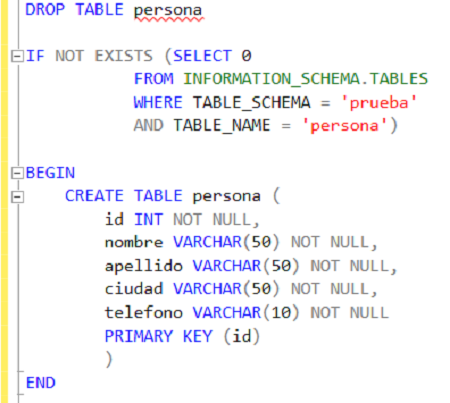 DROP TABLE persona
IF NOT EXISTS (SELECT 0
FROM INFORMATION_SCHEMA.TABLES
WHERE TABLE_SCHEMA = 'prueba'
AND TABLE_NAME = 'persona')
BEGIN
CREATE TABLE persona (
id INT NOT NULL,
nombre VARCHAR(50) NOT NULL,
apellido VARCHAR(50) NOT NULL,
ciudad VARCHAR(50) NOT NULL,
telefono VARCHAR(10) NOT NULL
PRIMARY KEY (id)
)
END